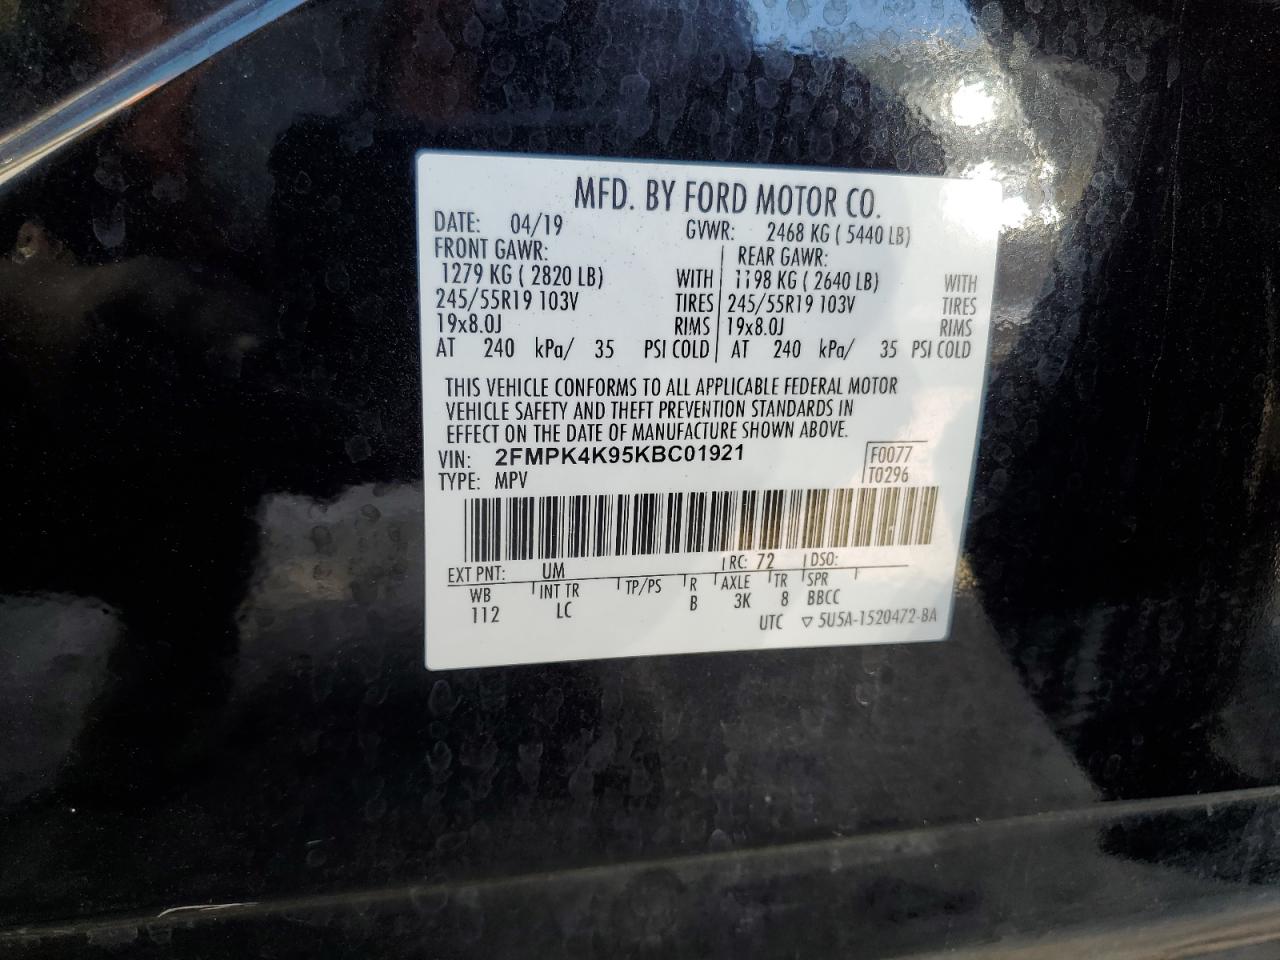 MFD. BY FORD MOTOR CO.
DATE: 04/19 GVWR: 2468 KG ( 5440 LB)
FRONT GAWR: REAR GAWR:
1279 KG ( 2820 LB) WITH 1198 KG ( 2640 LB) WITH
245/55R19 103V TIRES 245/55R19 103V TIRES
19x8.0J RIMS 19x8.0J RIMS
AT 240 kPa/ 35 PSI COLD AT 240 kPa/ 35 PSI COLD
THIS VEHICLE CONFORMS TO ALL APPLICABLE FEDERAL MOTOR
VEHICLE SAFETY AND THEFT PREVENTION STANDARDS IN
EFFECT ON THE DATE OF MANUFACTURE SHOWN ABOVE.
VIN: 2FMPK4K95KBC01921 F0077
TYPE: MPV T0296
EXT PNT: UM RC: 72 DSO:
WB INT TR TP/PS R AXLE TR SPR
112 LC B 3K 8 BBCC
UTC ▽ 5U5A-1520472-BA